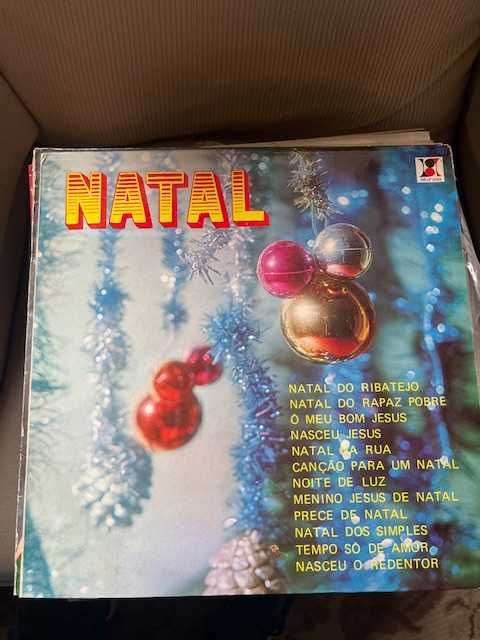 NATAL
NATAL DO RIBATEJO
NATAL DO RAPAZ POBRE
Ó MEU BOM JESUS
NASCEU JESUS
NATAL NA RUA
CANÇÃO PARA UM NATAL
NOITE DE LUZ
MENINO JESUS DE NATAL
PRECE DE NATAL
NATAL DOS SIMPLES
TEMPO SÓ DE AMOR
NASCEU O REDENTOR